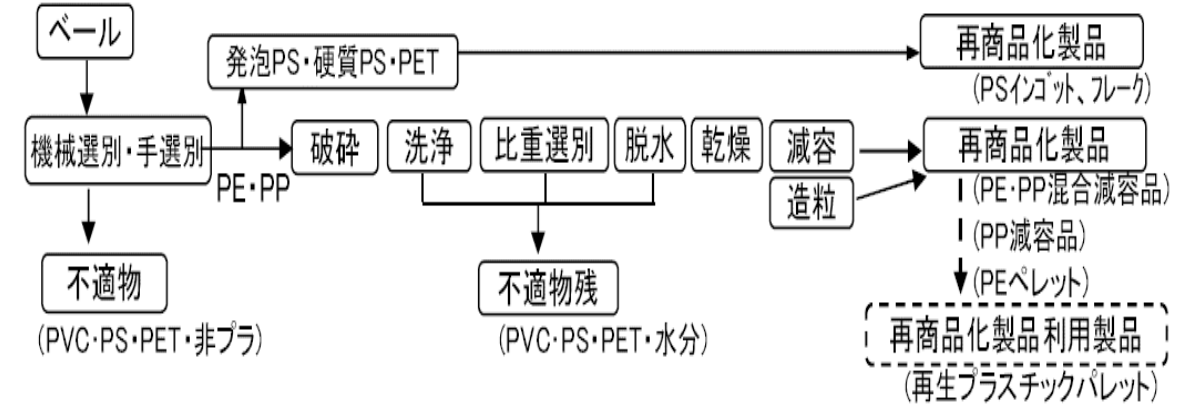 ベール
発泡PS・硬質PS・PET
再商品化製品
(PSインゴット、フレーク)
機械選別・手選別
PE・PP
破砕
洗浄
比重選別
脱水
乾燥
減容
造粒
再商品化製品
(PE・PP混合減容品)
(PP減容品)
(PEペレット)
不適物
(PVC・PS・PET・非プラ)
不適物残
(PVC・PS・PET・水分)
再商品化製品利用製品
(再生プラスチックパレット)